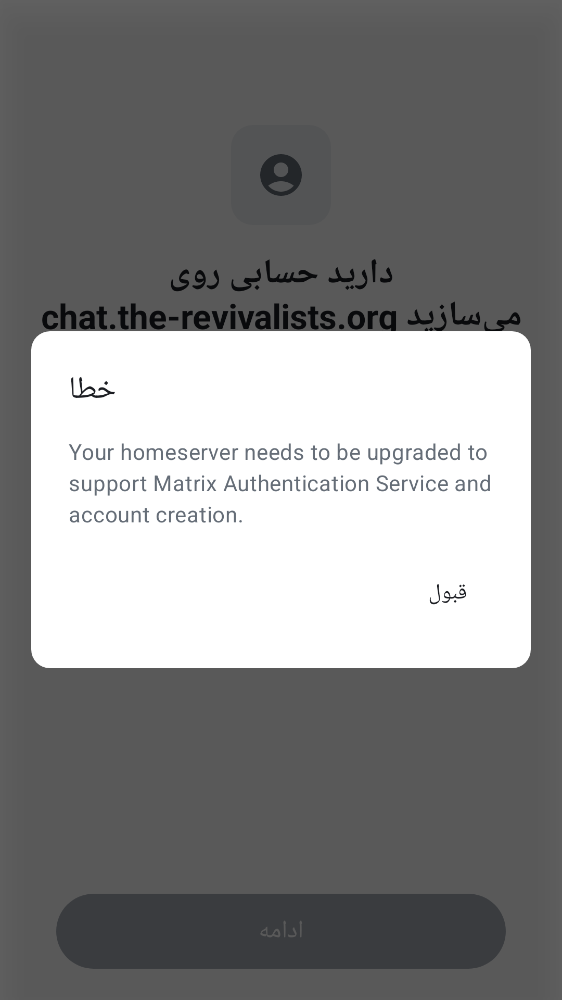 دارید حسابی روی
می‌سازید chat.the-revivalists.org
خطا
Your homeserver needs to be upgraded to
support Matrix Authentication Service and
account creation.
قبول
ادامه